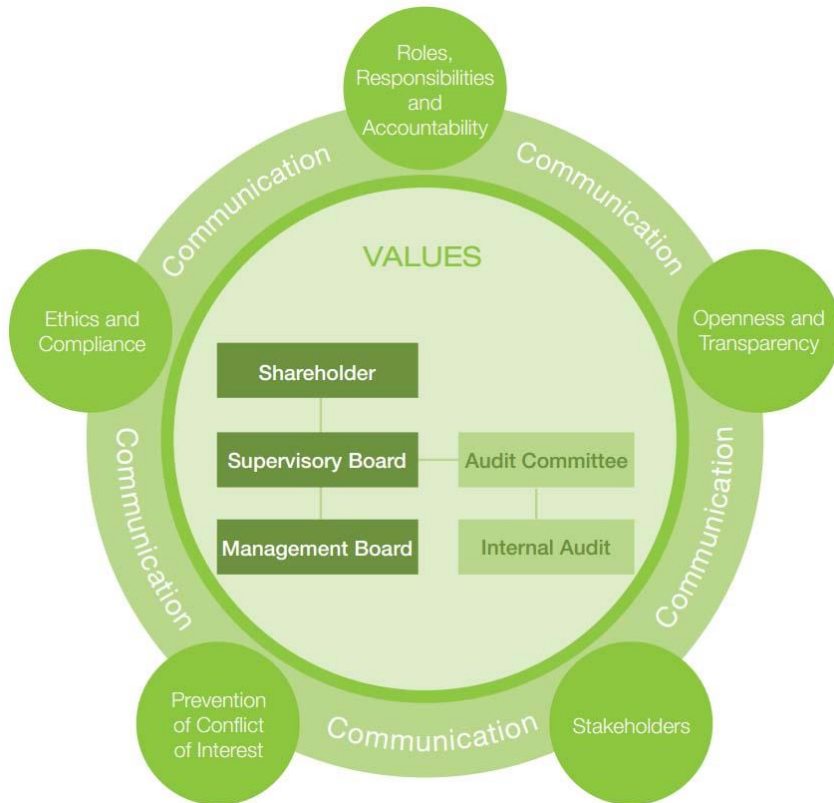 Roles,
Responsibilities
and
Accountability
Communication
Communication
VALUES
Ethics and
Compliance
Openness and
Transparency
Shareholder
Supervisory Board
Audit Committee
Management Board
Internal Audit
Communication
Communication
Prevention
of Conflict
of Interest
Communication
Stakeholders